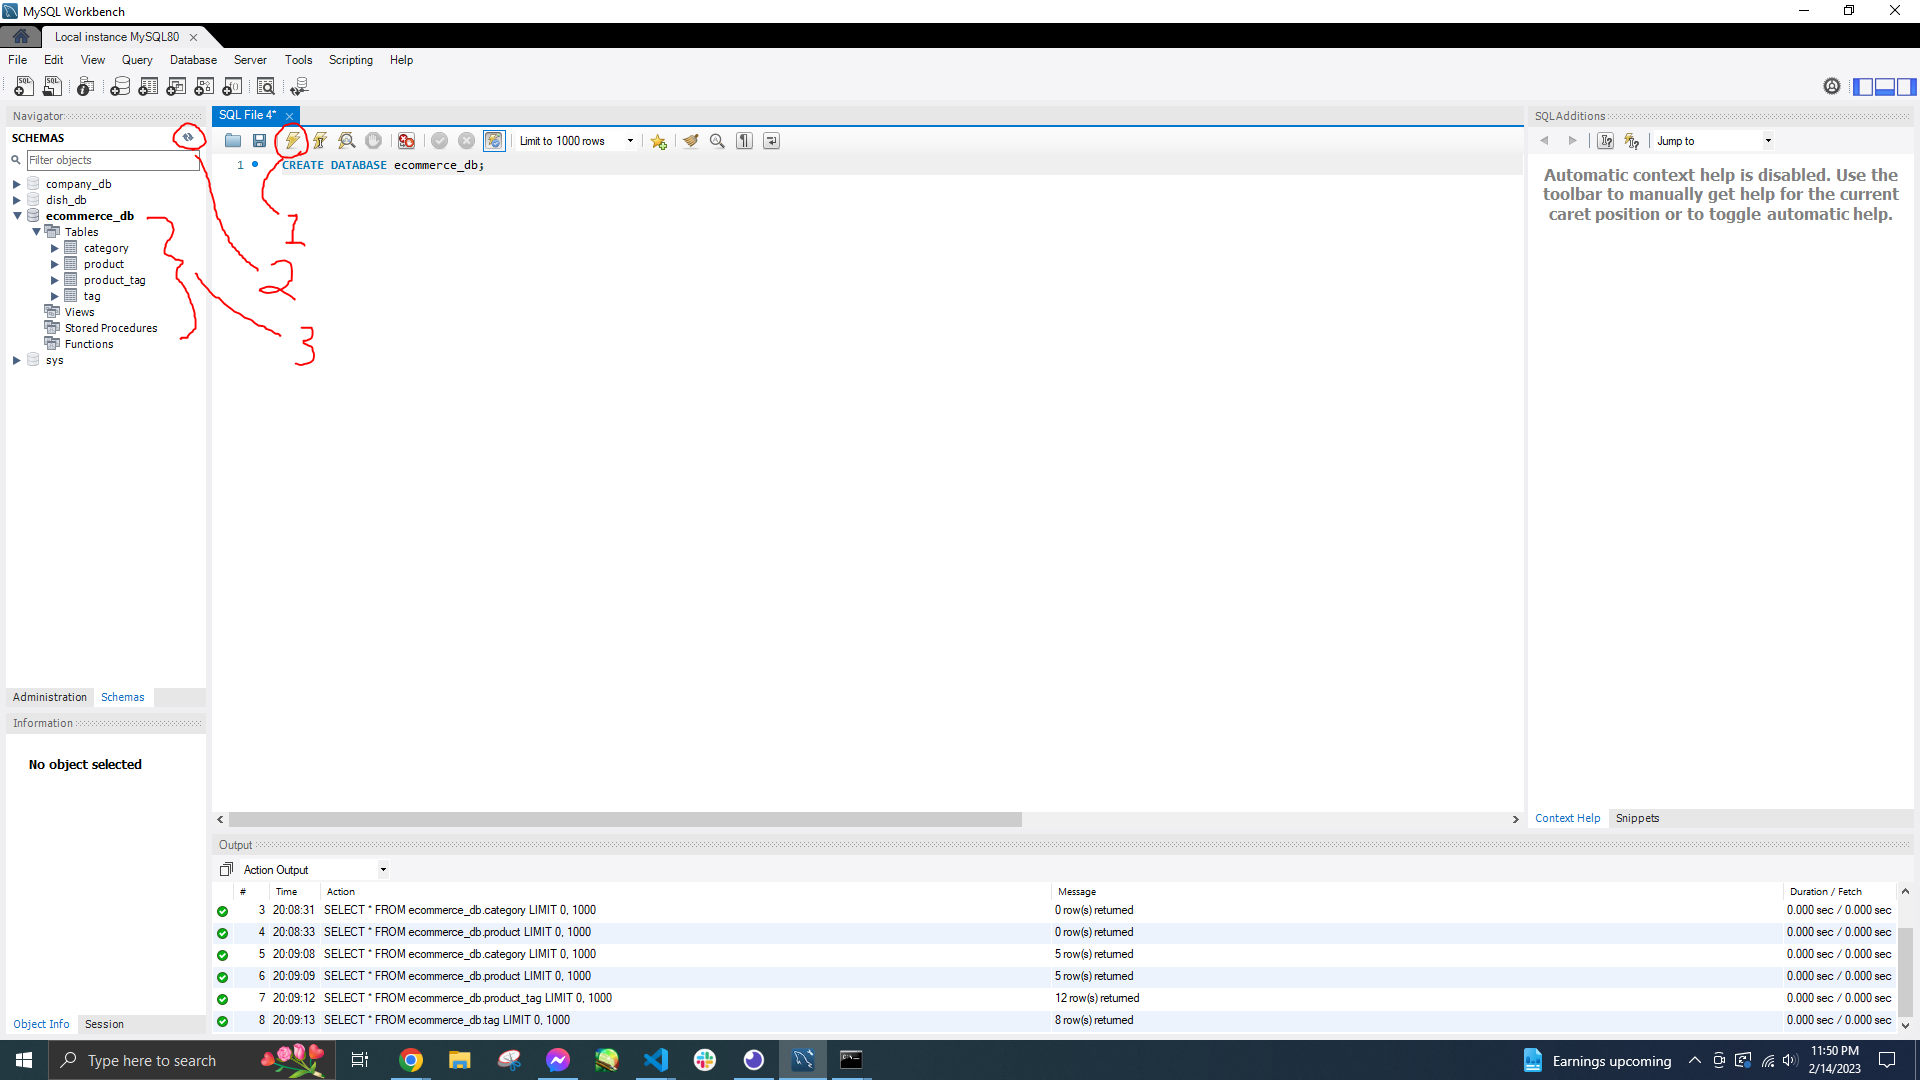 MySQL Workbench
Local instance MySQL80
File Edit View Query Database Server Tools Scripting Help
Navigator
SCHEMAS
Filter objects
company_db
dish_db
ecommerce_db
Tables
category
product
product_tag
tag
Views
Stored Procedures
Functions
sys
Administration Schemas
Information
No object selected
Object Info Session
SQL File 4*
Limit to 1000 rows
1 CREATE DATABASE ecommerce_db;
1
2
3
SQLAdditions
Jump to
Automatic context help is disabled. Use the
toolbar to manually get help for the current
caret position or to toggle automatic help.
Context Help Snippets
Output
Action Output
# Time Action Message Duration / Fetch
3 20:08:31 SELECT * FROM ecommerce_db.category LIMIT 0, 1000 0 row(s) returned 0.000 sec / 0.000 sec
4 20:08:33 SELECT * FROM ecommerce_db.product LIMIT 0, 1000 0 row(s) returned 0.000 sec / 0.000 sec
5 20:09:08 SELECT * FROM ecommerce_db.category LIMIT 0, 1000 5 row(s) returned 0.000 sec / 0.000 sec
6 20:09:09 SELECT * FROM ecommerce_db.product LIMIT 0, 1000 5 row(s) returned 0.000 sec / 0.000 sec
7 20:09:12 SELECT * FROM ecommerce_db.product_tag LIMIT 0, 1000 12 row(s) returned 0.000 sec / 0.000 sec
8 20:09:13 SELECT * FROM ecommerce_db.tag LIMIT 0, 1000 8 row(s) returned 0.000 sec / 0.000 sec
Type here to search
Earnings upcoming
11:50 PM
2/14/2023